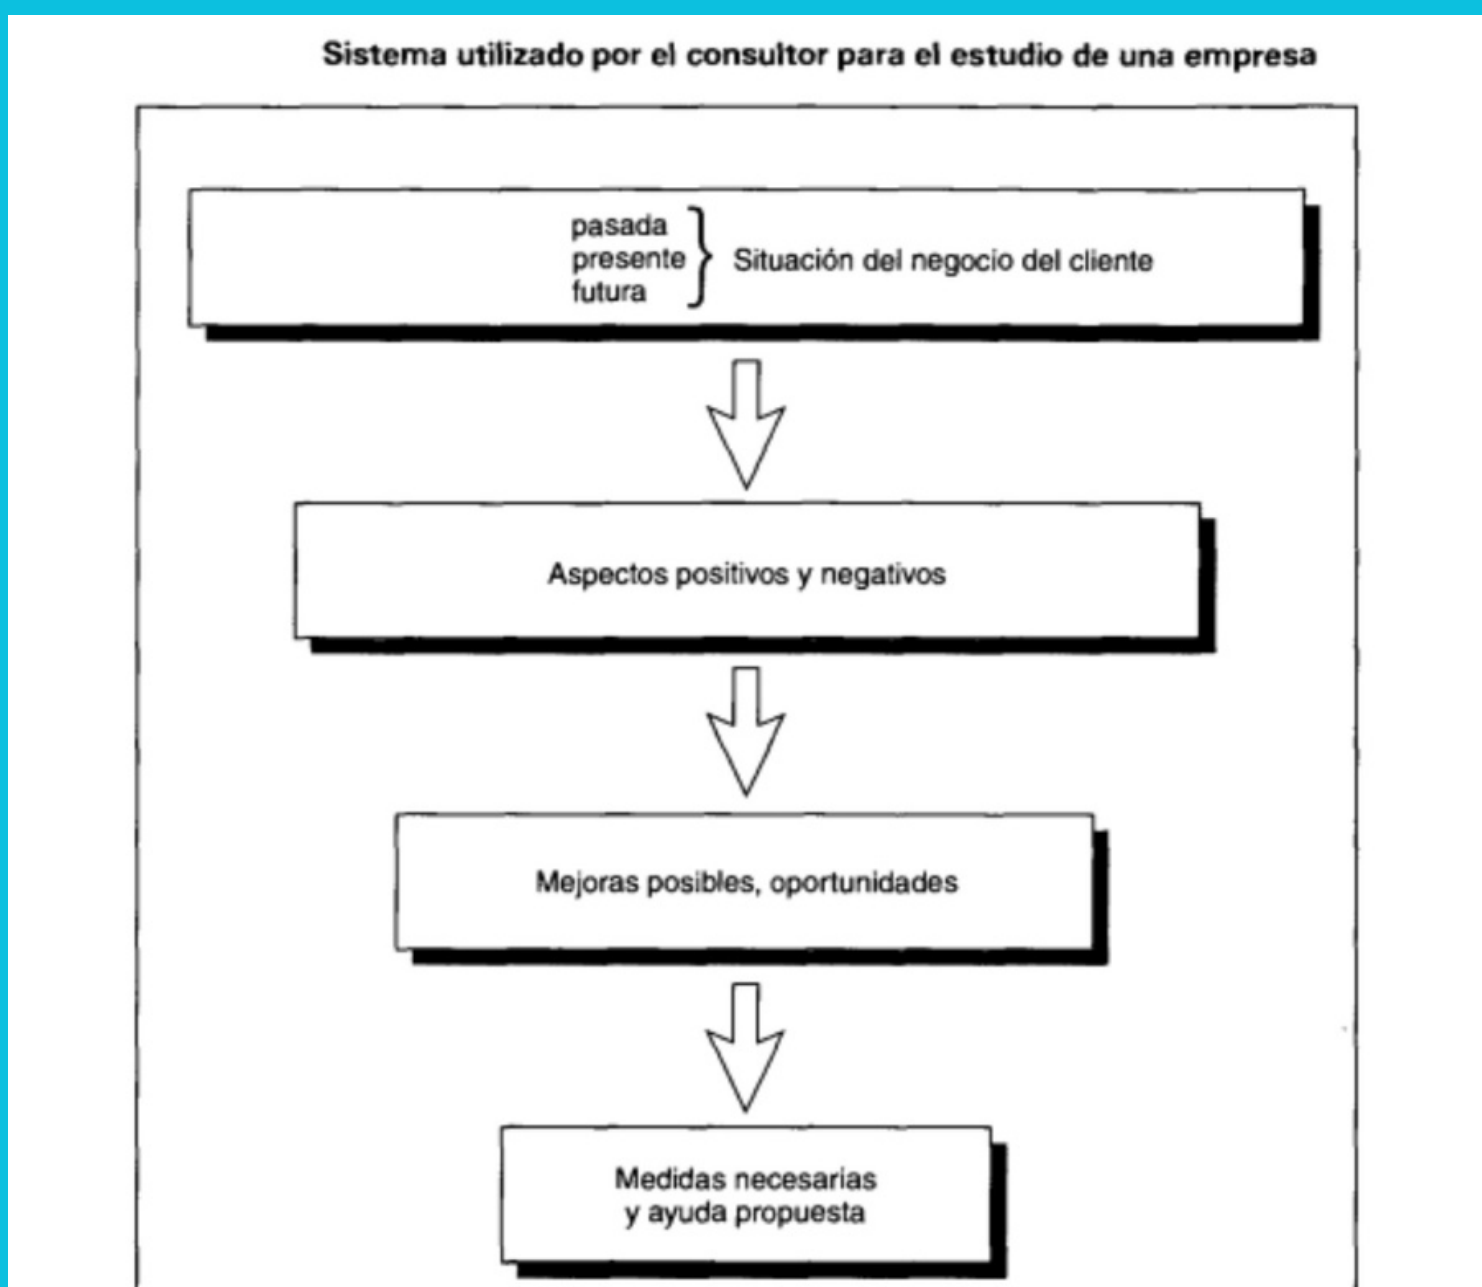 Sistema utilizado por el consultor para el estudio de una empresa
pasada
presente
futura
Situación del negocio del cliente
Aspectos positivos y negativos
Mejoras posibles, oportunidades
Medidas necesarias
y ayuda propuesta